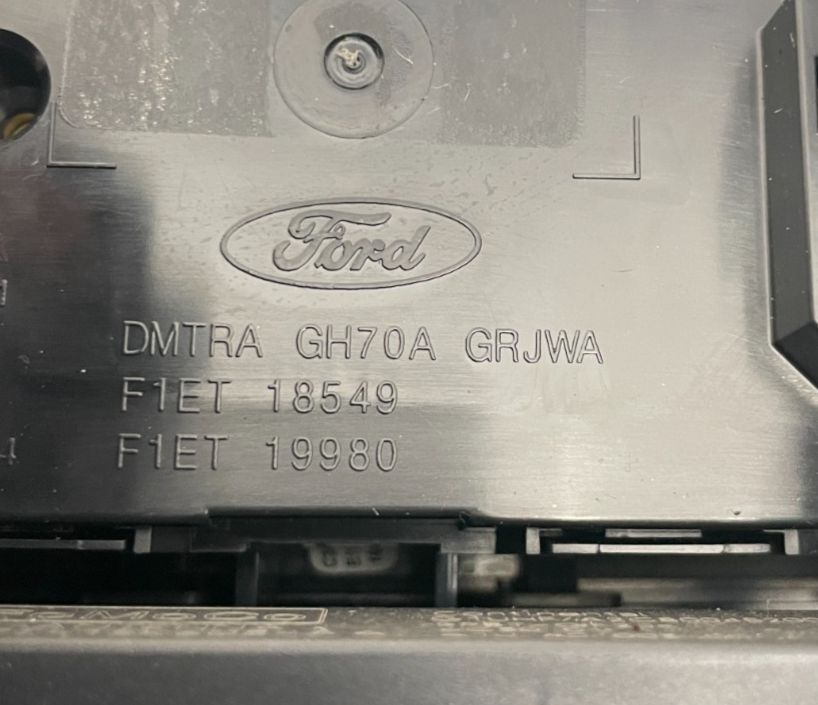 Ford
DMTRA GH70A GRJWA
F1ET 18549
F1ET 19980